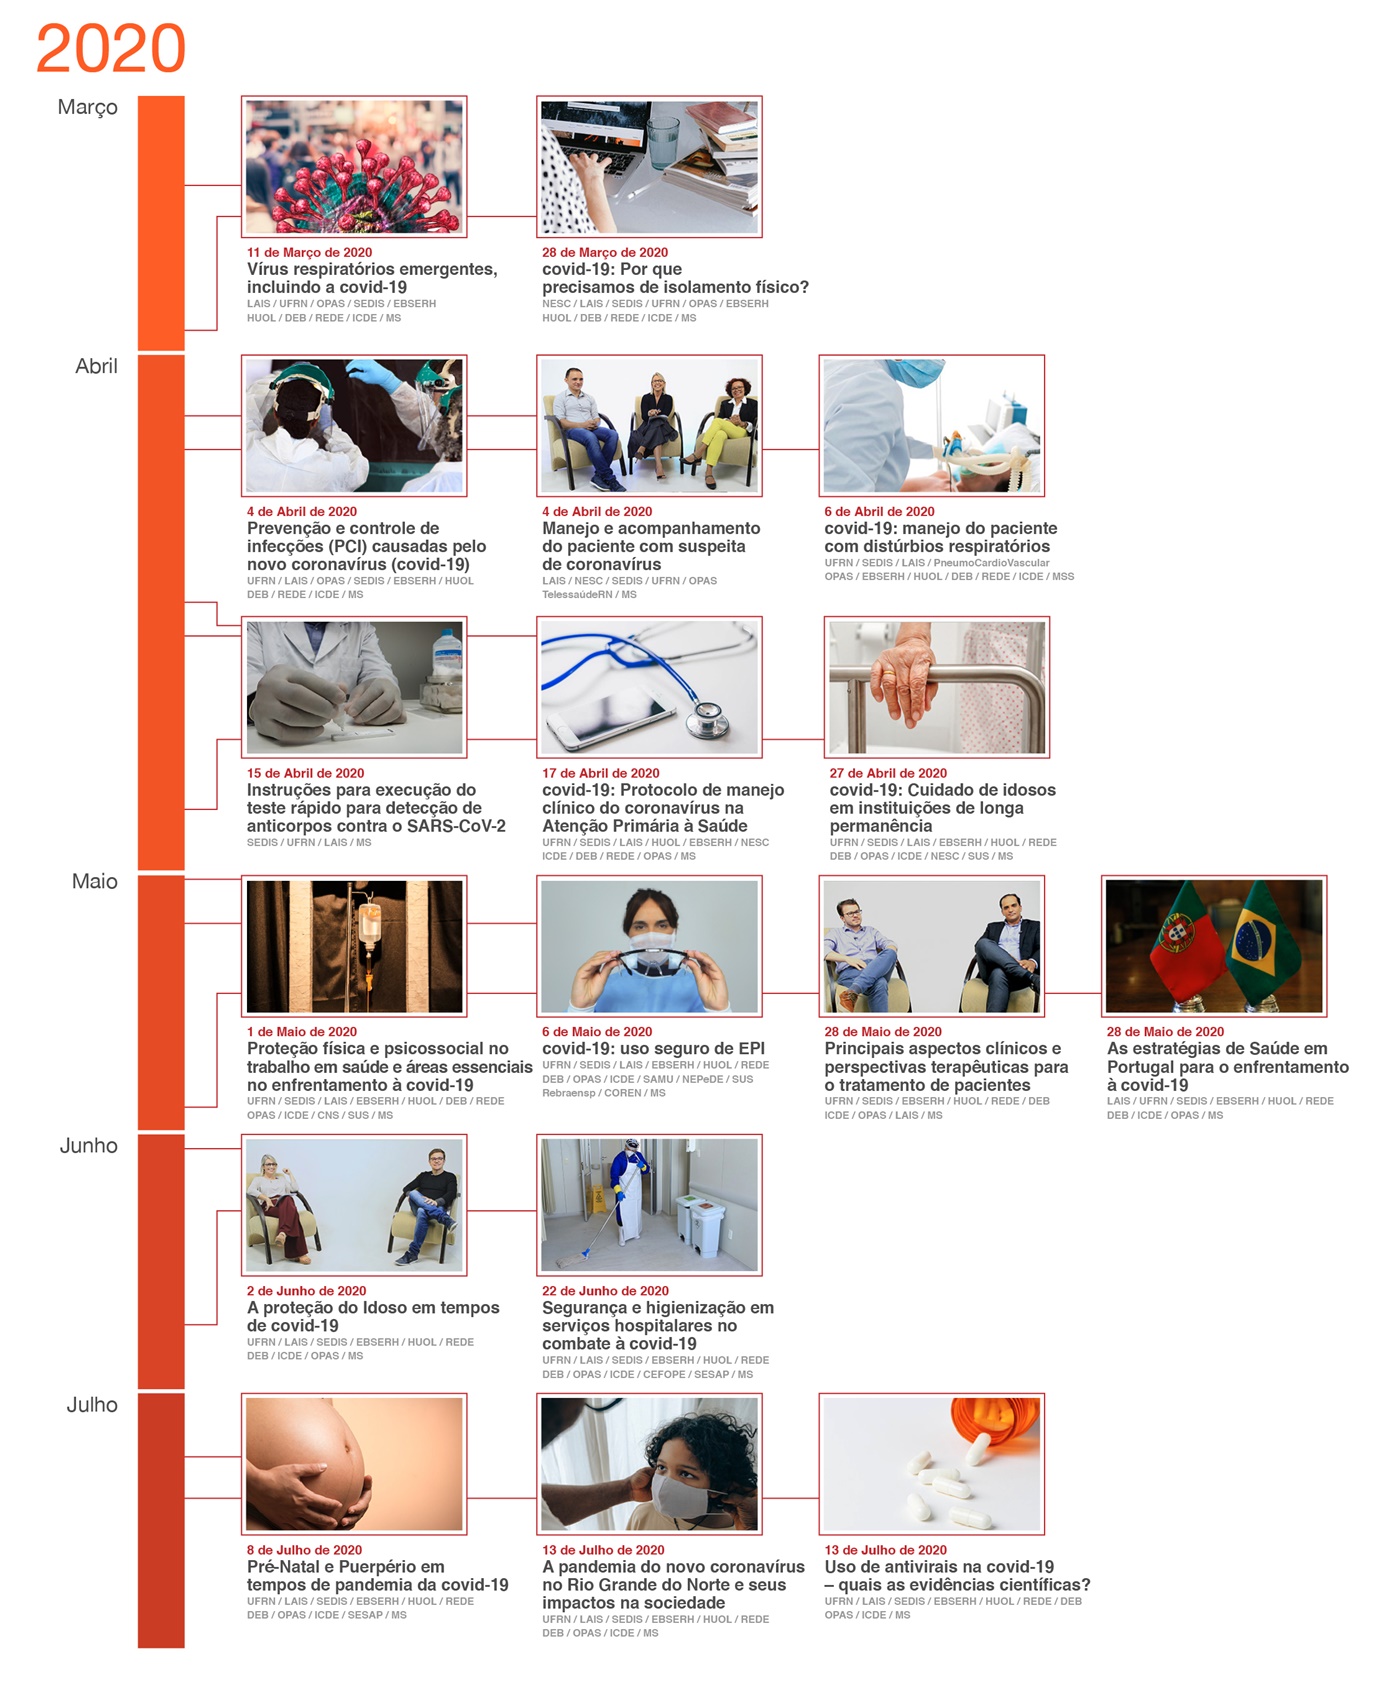 2020
Março
11 de Março de 2020
Vírus respiratórios emergentes,
incluindo a covid-19
LAIS / UFRN / OPAS / SEDIS / EBSERH
HUOL / DEB / REDE / ICDE / MS
28 de Março de 2020
covid-19: Por que
precisamos de isolamento físico?
NESC / LAIS / SEDIS / UFRN / OPAS / EBSERH
HUOL / DEB / REDE / ICDE / MS
Abril
4 de Abril de 2020
Prevenção e controle de
infecções (PCI) causadas pelo
novo coronavírus (covid-19)
UFRN / LAIS / OPAS / SEDIS / EBSERH / HUOL
DEB / REDE / ICDE / MS
4 de Abril de 2020
Manejo e acompanhamento
do paciente com suspeita
de coronavírus
LAIS / NESC / SEDIS / UFRN / OPAS
TelessaúdeRN / MS
6 de Abril de 2020
covid-19: manejo do paciente
com distúrbios respiratórios
UFRN / SEDIS / LAIS / PneumoCardioVascular
OPAS / EBSERH / HUOL / DEB / REDE / ICDE / MSS
15 de Abril de 2020
Instruções para execução do
teste rápido para detecção de
anticorpos contra o SARS-CoV-2
SEDIS / UFRN / LAIS / MS
17 de Abril de 2020
covid-19: Protocolo de manejo
clínico do coronavírus na
Atenção Primária à Saúde
UFRN / SEDIS / LAIS / HUOL / EBSERH / NESC
ICDE / DEB / REDE / OPAS / MS
27 de Abril de 2020
covid-19: Cuidado de idosos
em instituições de longa
permanência
UFRN / SEDIS / LAIS / EBSERH / HUOL / REDE
DEB / OPAS / ICDE / NESC / SUS / MS
Maio
1 de Maio de 2020
Proteção física e psicossocial no
trabalho em saúde e áreas essenciais
no enfrentamento à covid-19
UFRN / SEDIS / LAIS / EBSERH / HUOL / DEB / REDE
OPAS / ICDE / CNS / SUS / MS
6 de Maio de 2020
covid-19: uso seguro de EPI
UFRN / SEDIS / LAIS / EBSERH / HUOL / REDE
DEB / OPAS / ICDE / SAMU / NEPeDE / SUS
Rebraensp / COREN / MS
28 de Maio de 2020
Principais aspectos clínicos e
perspectivas terapêuticas para
o tratamento de pacientes
UFRN / SEDIS / EBSERH / HUOL / REDE / DEB
ICDE / OPAS / LAIS / MS
28 de Maio de 2020
As estratégias de Saúde em
Portugal para o enfrentamento
à covid-19
LAIS / UFRN / SEDIS / EBSERH / HUOL / REDE
DEB / ICDE / OPAS / MS
Junho
2 de Junho de 2020
A proteção do Idoso em tempos
de covid-19
UFRN / LAIS / SEDIS / EBSERH / HUOL / REDE
DEB / ICDE / OPAS / MS
22 de Junho de 2020
Segurança e higienização em
serviços hospitalares no
combate à covid-19
UFRN / LAIS / SEDIS / EBSERH / HUOL / REDE
DEB / OPAS / ICDE / CEFOPE / SESAP / MS
Julho
8 de Julho de 2020
Pré-Natal e Puerpério em
tempos de pandemia da covid-19
UFRN / LAIS / SEDIS / EBSERH / HUOL / REDE
DEB / OPAS / ICDE / SESAP / MS
13 de Julho de 2020
A pandemia do novo coronavírus
no Rio Grande do Norte e seus
impactos na sociedade
UFRN / LAIS / SEDIS / EBSERH / HUOL / REDE
DEB / OPAS / ICDE / MS
13 de Julho de 2020
Uso de antivirais na covid-19
– quais as evidências científicas?
UFRN / LAIS / SEDIS / EBSERH / HUOL / REDE / DEB
OPAS / ICDE / MS